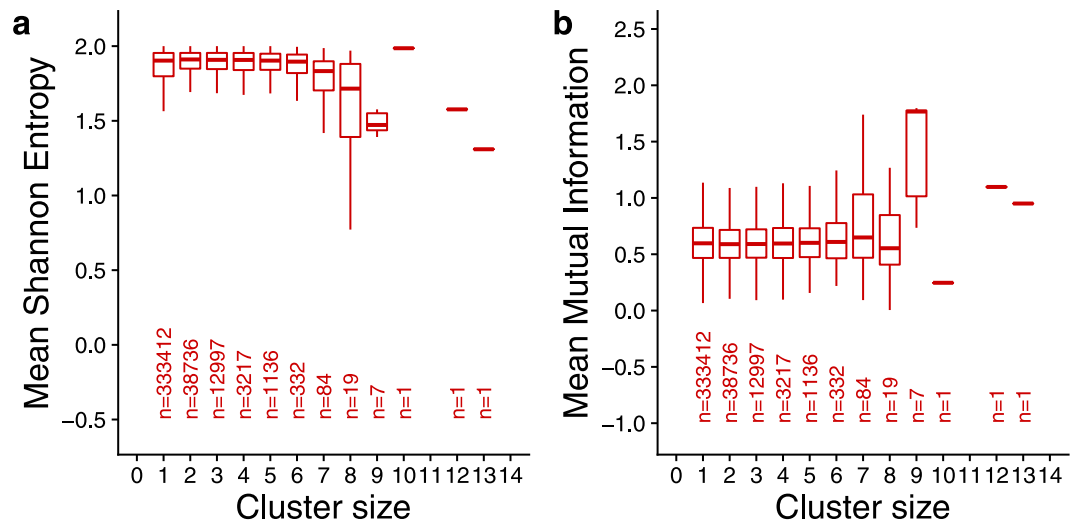 a
Mean Shannon Entropy
2.0
1.5
1.0
0.5
0.0
−0.5
n=333412
n=38736
n=12997
n=3217
n=1136
n=332
n=84
n=19
n=7
n=1
n=1
n=1
0 1 2 3 4 5 6 7 8 9 10 11 12 13 14
Cluster size
b
Mean Mutual Information
2.5
2.0
1.5
1.0
0.5
0.0
−0.5
−1.0
n=333412
n=38736
n=12997
n=3217
n=1136
n=332
n=84
n=19
n=7
n=1
n=1
n=1
0 1 2 3 4 5 6 7 8 9 10 11 12 13 14
Cluster size